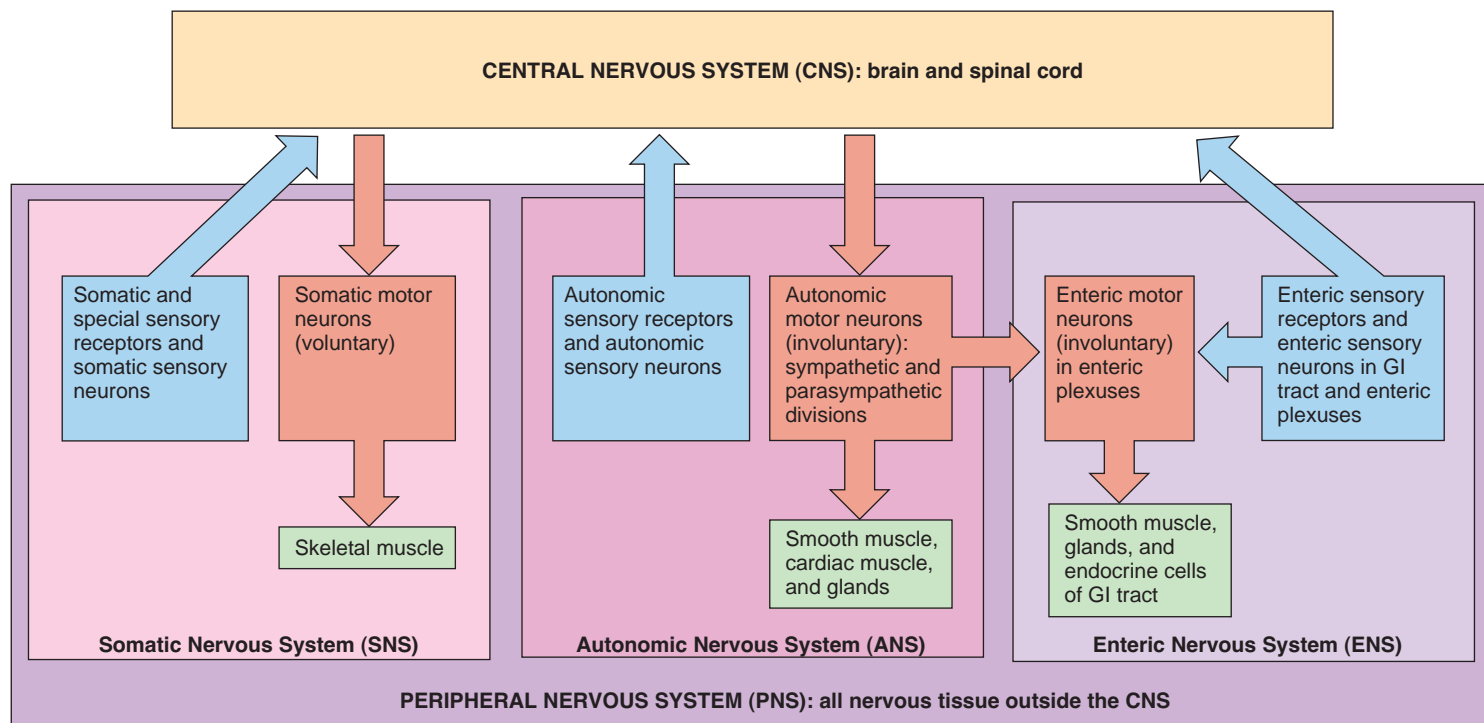 CENTRAL NERVOUS SYSTEM (CNS): brain and spinal cord
Somatic and
special sensory
receptors and
somatic sensory
neurons
Somatic motor
neurons
(voluntary)
Skeletal muscle
Somatic Nervous System (SNS)
Autonomic
sensory receptors
and autonomic
sensory neurons
Autonomic
motor neurons
(involuntary):
sympathetic and
parasympathetic
divisions
Smooth muscle,
cardiac muscle,
and glands
Autonomic Nervous System (ANS)
Enteric motor
neurons
(involuntary)
in enteric
plexuses
Enteric sensory
receptors and
enteric sensory
neurons in GI
tract and enteric
plexuses
Smooth muscle,
glands, and
endocrine cells
of GI tract
Enteric Nervous System (ENS)
PERIPHERAL NERVOUS SYSTEM (PNS): all nervous tissue outside the CNS